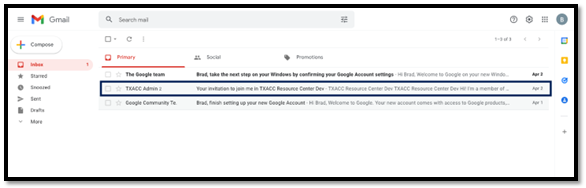 Gmail
Search mail
B
Compose
1–3 of 3
Inbox 1
Primary
Social
Promotions
Starred
The Google team
Brad, take the next step on your Windows by confirming your Google Account settings - Hi Brad, Welcome to Google on your new Windo…
Apr 3
Snoozed
TXACC Admin 2
Your invitation to join me in TXACC Resource Center Dev - TXACC Resource Center Dev TXACC Resource Center Dev Hi! I'm a member of …
Apr 3
Sent
Google Community Te.
Brad, finish setting up your new Google Account - Hi Brad, Welcome to Google. Your new account comes with access to Google products,…
Apr 1
Drafts
More